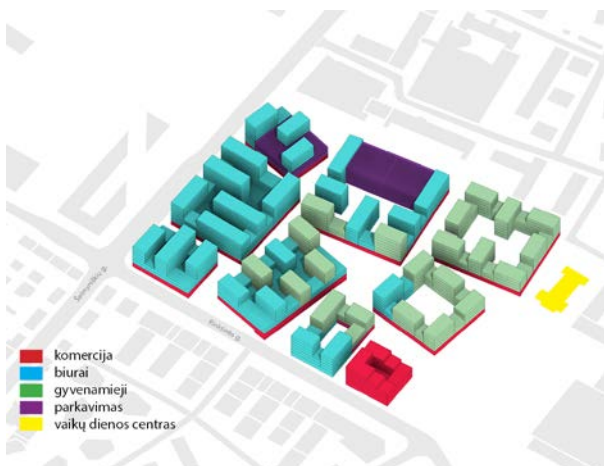 komercija
biurai
gyvenamieji
parkavimas
vaikų dienos centras